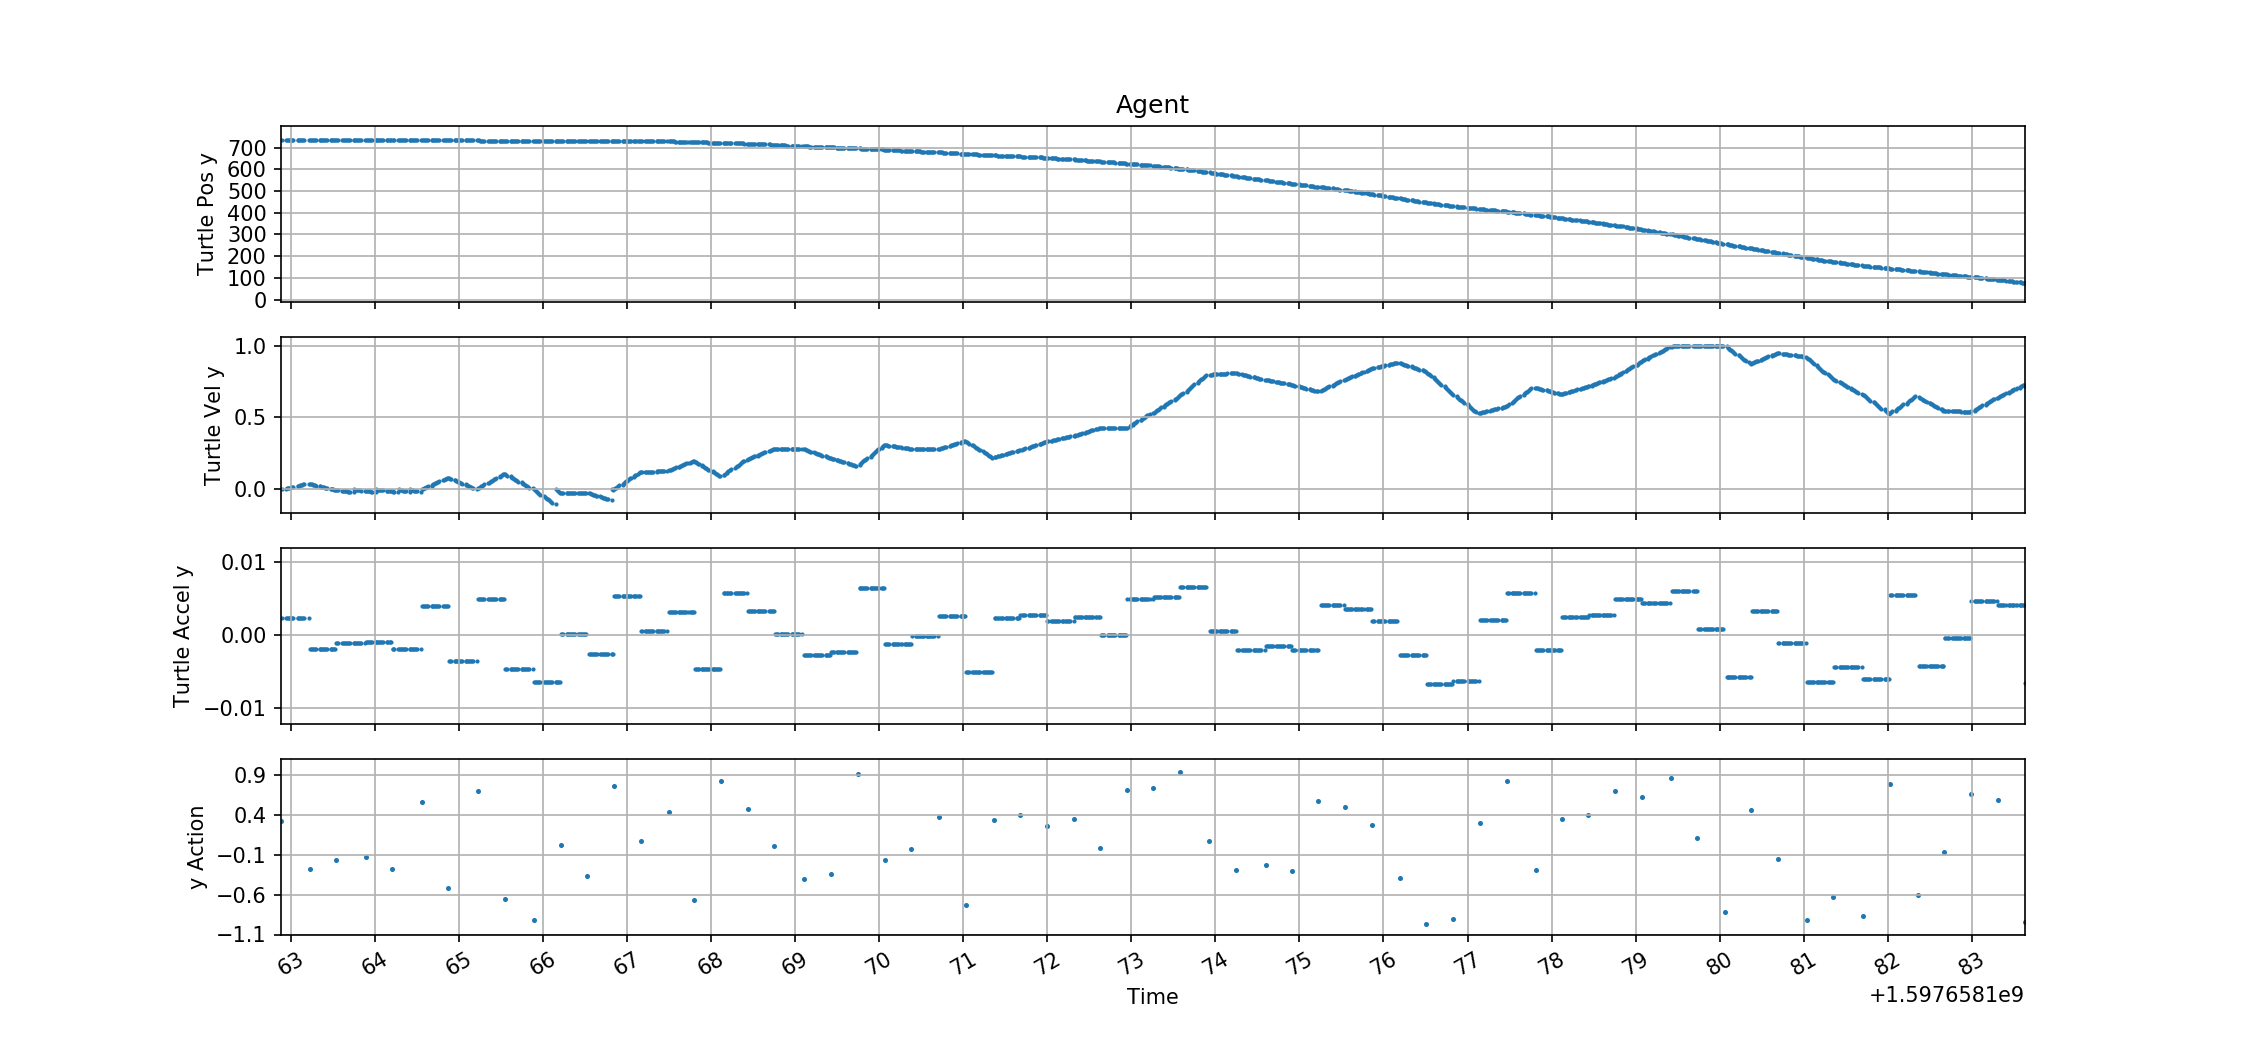 Agent
Turtle Pos y
700
600
500
400
300
200
100
0
Turtle Vel y
1.0
0.5
0.0
Turtle Accel y
0.01
0.00
−0.01
y Action
0.9
0.4
−0.1
−0.6
−1.1
63 64 65 66 67 68 69 70 71 72 73 74 75 76 77 78 79 80 81 82 83
Time
+1.5976581e9